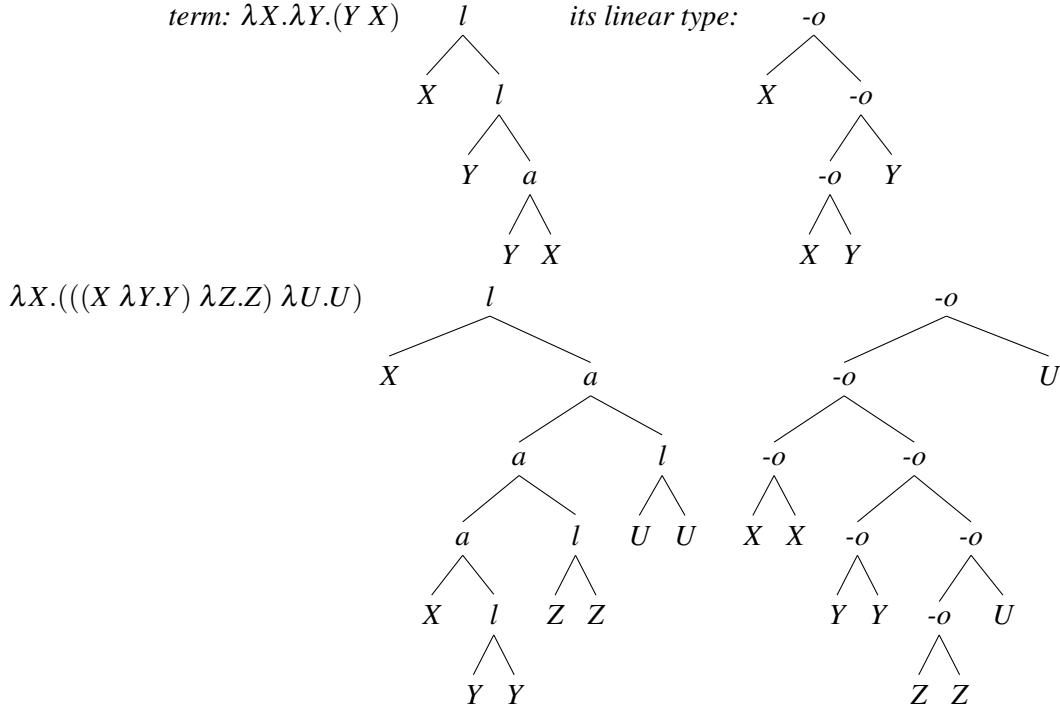 term: λX.λY.(Y X) l its linear type: -o
X l X -o
Y a -o Y
Y X X Y
λX.(((X λY.Y) λZ.Z) λU.U) l -o
X a -o U
a l -o -o
a l U U X X -o -o
X l Z Z Y Y -o U
Y Y Z Z